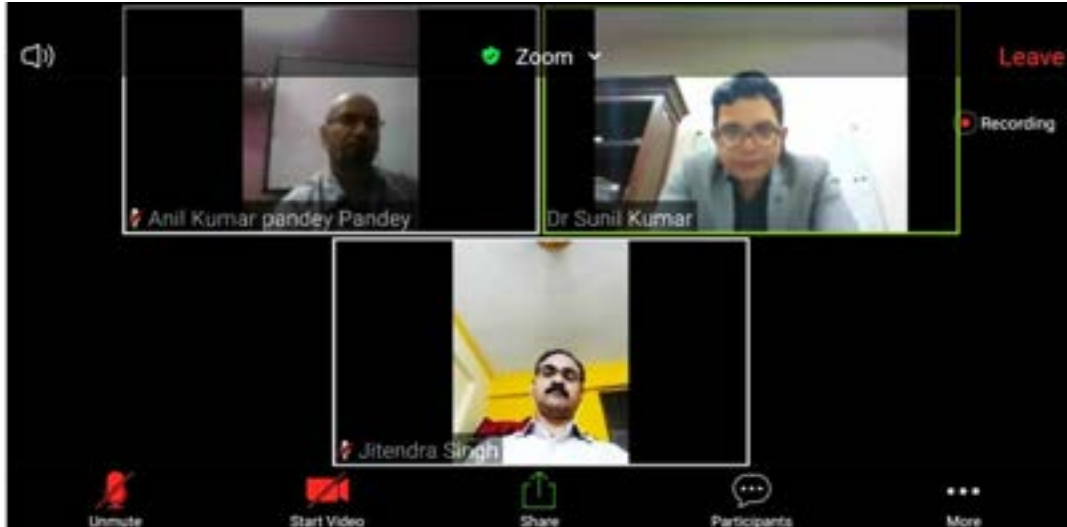 Zoom
Leave
Recording
Anil Kumar pandey Pandey
Dr Sunil Kumar
Jitendra Singh
Unmute
Start Video
Share
Participants
More